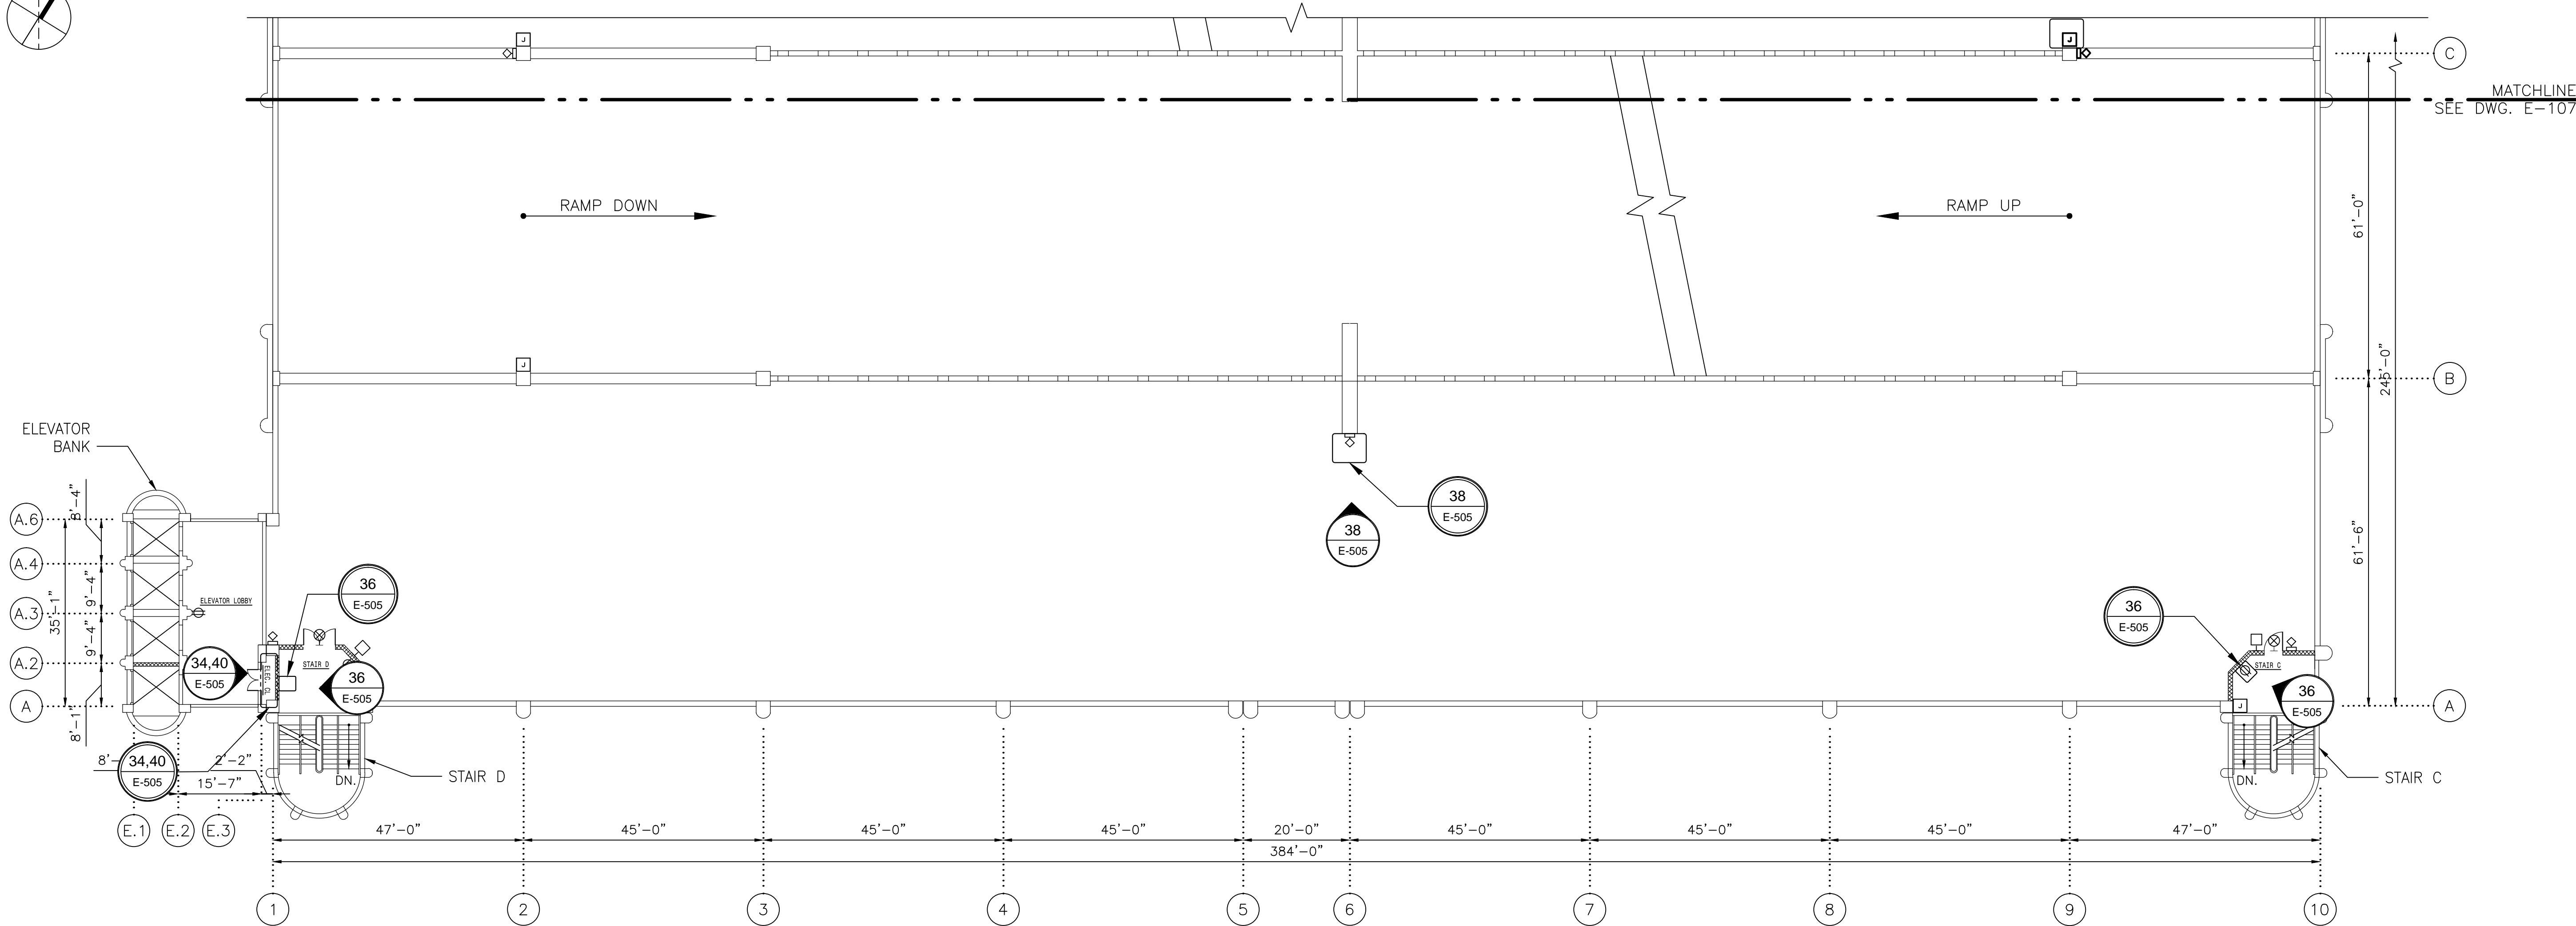 J
J
C
MATCHLINE
SEE DWG. E-107
RAMP DOWN
RAMP UP
61'-0"
245'-0"
J
B
ELEVATOR
BANK
38
E-505
38
E-505
61'-6"
A.6
8'-4"
A.4
9'-4"
35'-1"
A.3
ELEVATOR LOBBY
9'-4"
A.2
8'-1"
A
36
E-505
34,40
E-505
ELEC. CL.
STAIR D
36
E-505
36
E-505
STAIR C
36
E-505
J
A
8'-
34,40
E-505
2'-2"
15'-7"
DN.
STAIR D
DN.
STAIR C
E.1
E.2
E.3
47'-0"
45'-0"
45'-0"
45'-0"
20'-0"
45'-0"
45'-0"
45'-0"
47'-0"
384'-0"
1
2
3
4
5
6
7
8
9
10